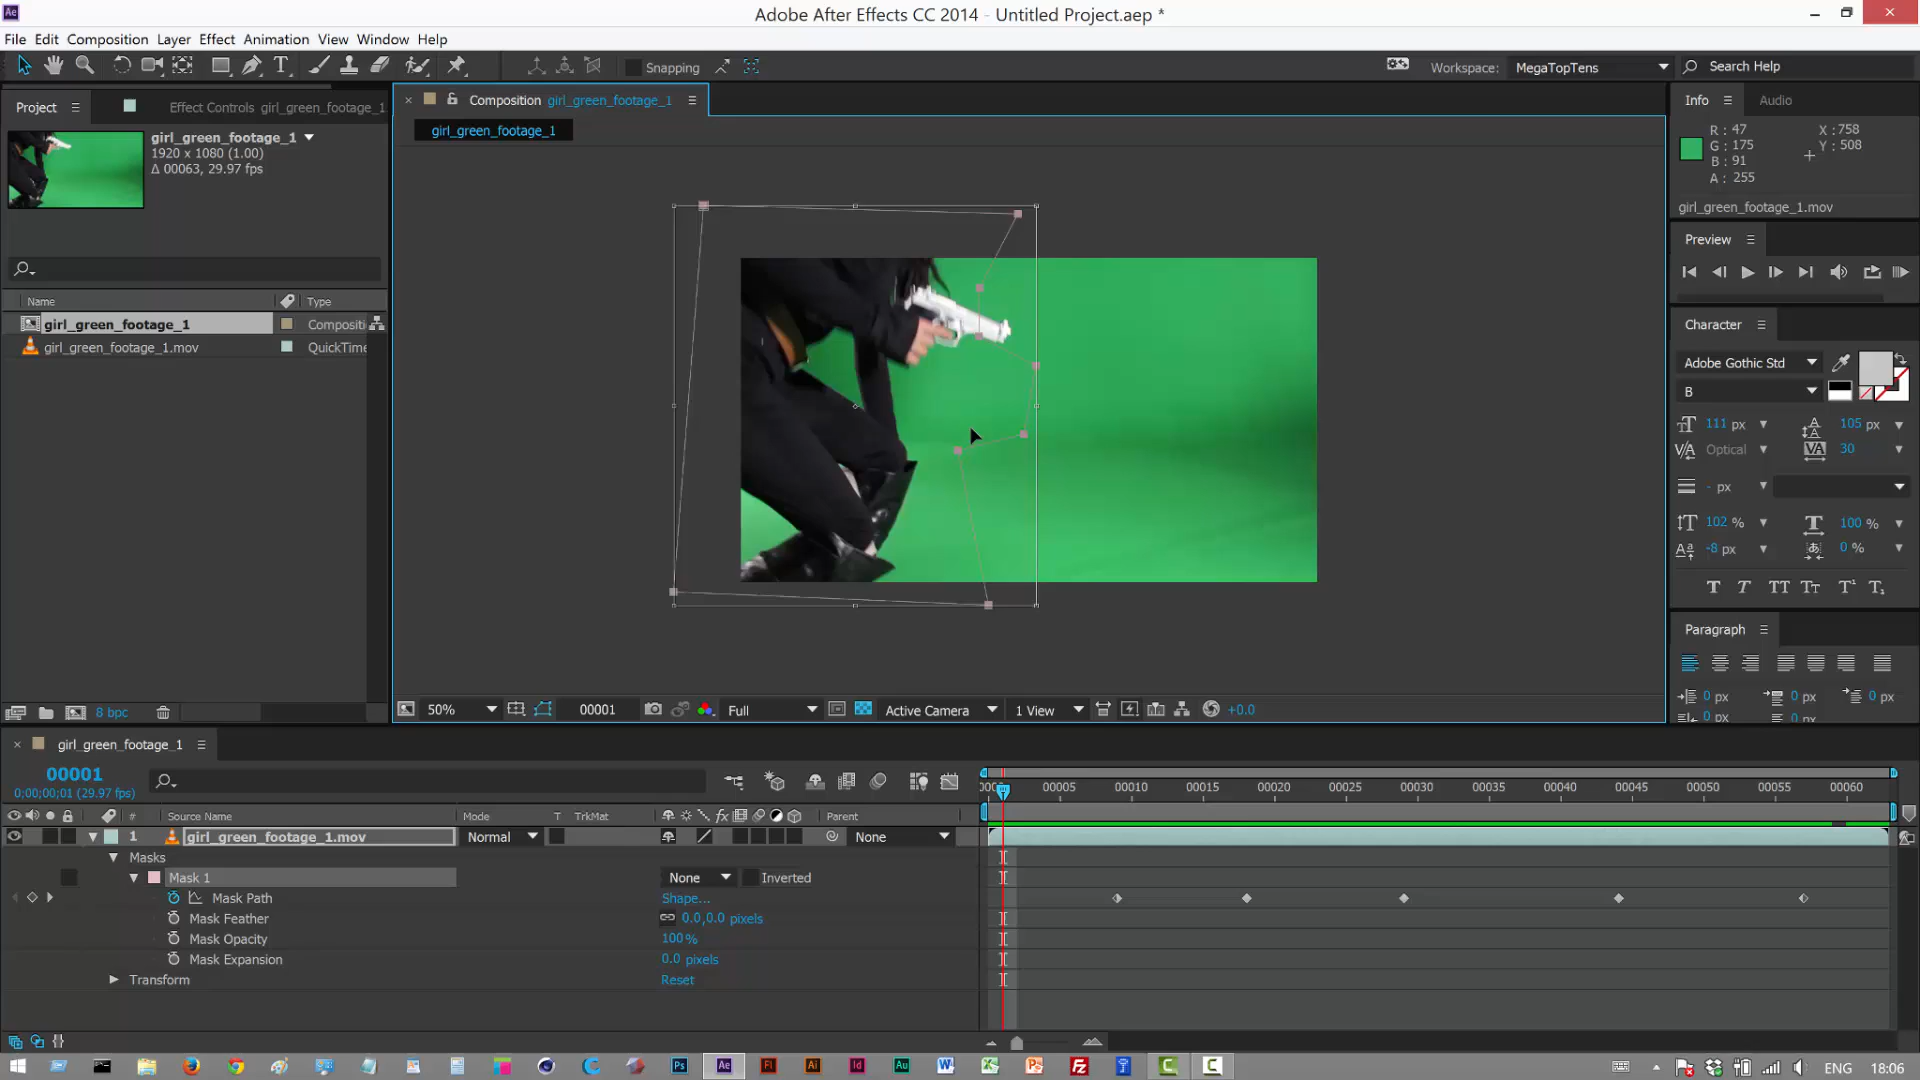 Adobe After Effects CC 2014 - Untitled Project.aep *
File Edit Composition Layer Effect Animation View Window Help
Snapping
Workspace: MegaTopTens
Search Help
Project
Effect Controls girl_green_footage_1.
Composition girl_green_footage_1
girl_green_footage_1
girl_green_footage_1
1920 x 1080 (1.00)
Δ 00063, 29.97 fps
Name Type
girl_green_footage_1 Compositi
girl_green_footage_1.mov QuickTime
8 bpc
50% 00001 Full Active Camera 1 View +0.0
Info Audio
R: 47 X: 758
G: 175 Y: 508
B: 91
A: 255
girl_green_footage_1.mov
Preview
Character
Adobe Gothic Std
B
111 px 105 px
Optical 30
- px
102 % 100 %
-8 px 0 %
Paragraph
0 px 0 px 0 px
0 px 0 px
girl_green_footage_1
00001
0;00;00;01 (29.97 fps)
00005 00010 00015 00020 00025 00030 00035 00040 00045 00050 00055 00060
# Source Name Mode T TrkMat Parent
1 girl_green_footage_1.mov Normal None
Masks
Mask 1 None Inverted
Mask Path Shape...
Mask Feather 0.0,0.0 pixels
Mask Opacity 100%
Mask Expansion 0.0 pixels
Transform Reset
Ps Ae Fl Ai Id Au
ENG 18:06